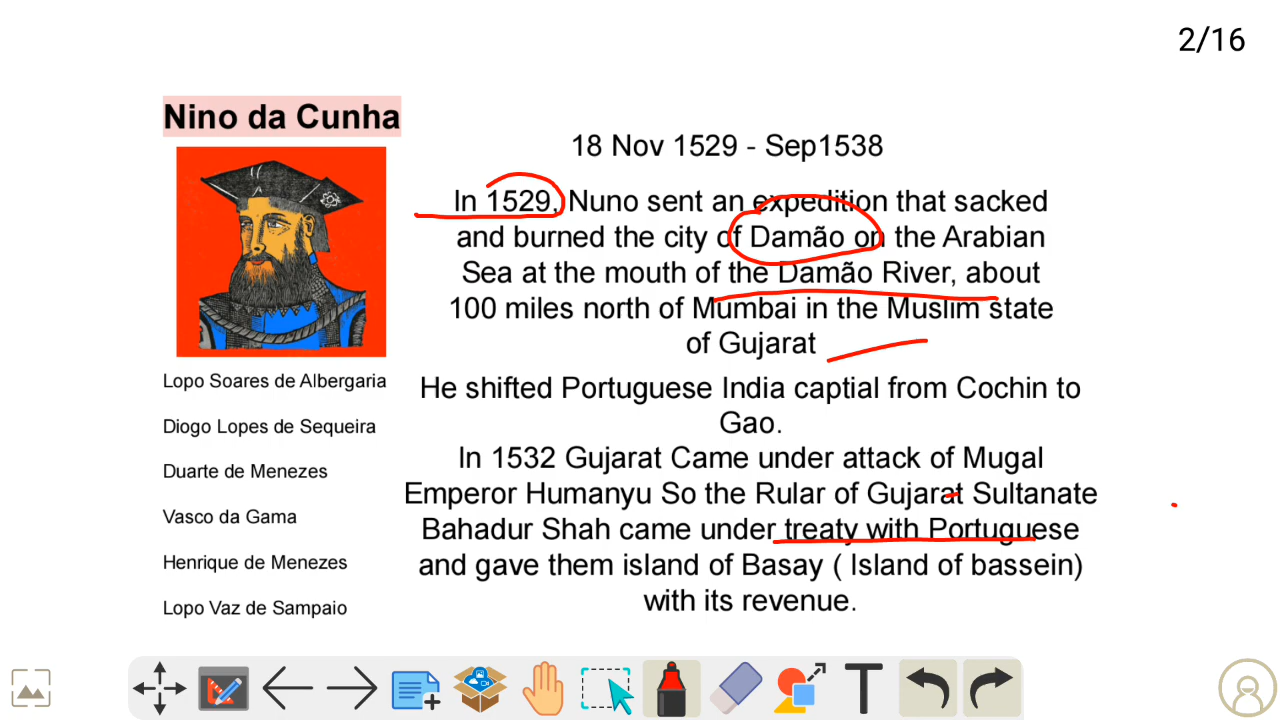 2/16
Nino da Cunha
18 Nov 1529 - Sep1538
In 1529, Nuno sent an expedition that sacked
and burned the city of Damão on the Arabian
Sea at the mouth of the Damão River, about
100 miles north of Mumbai in the Muslim state
of Gujarat
He shifted Portuguese India captial from Cochin to
Gao.
In 1532 Gujarat Came under attack of Mugal
Emperor Humanyu So the Rular of Gujarat Sultanate
Bahadur Shah came under treaty with Portuguese
and gave them island of Basay ( Island of bassein)
with its revenue.
Lopo Soares de Albergaria
Diogo Lopes de Sequeira
Duarte de Menezes
Vasco da Gama
Henrique de Menezes
Lopo Vaz de Sampaio
T